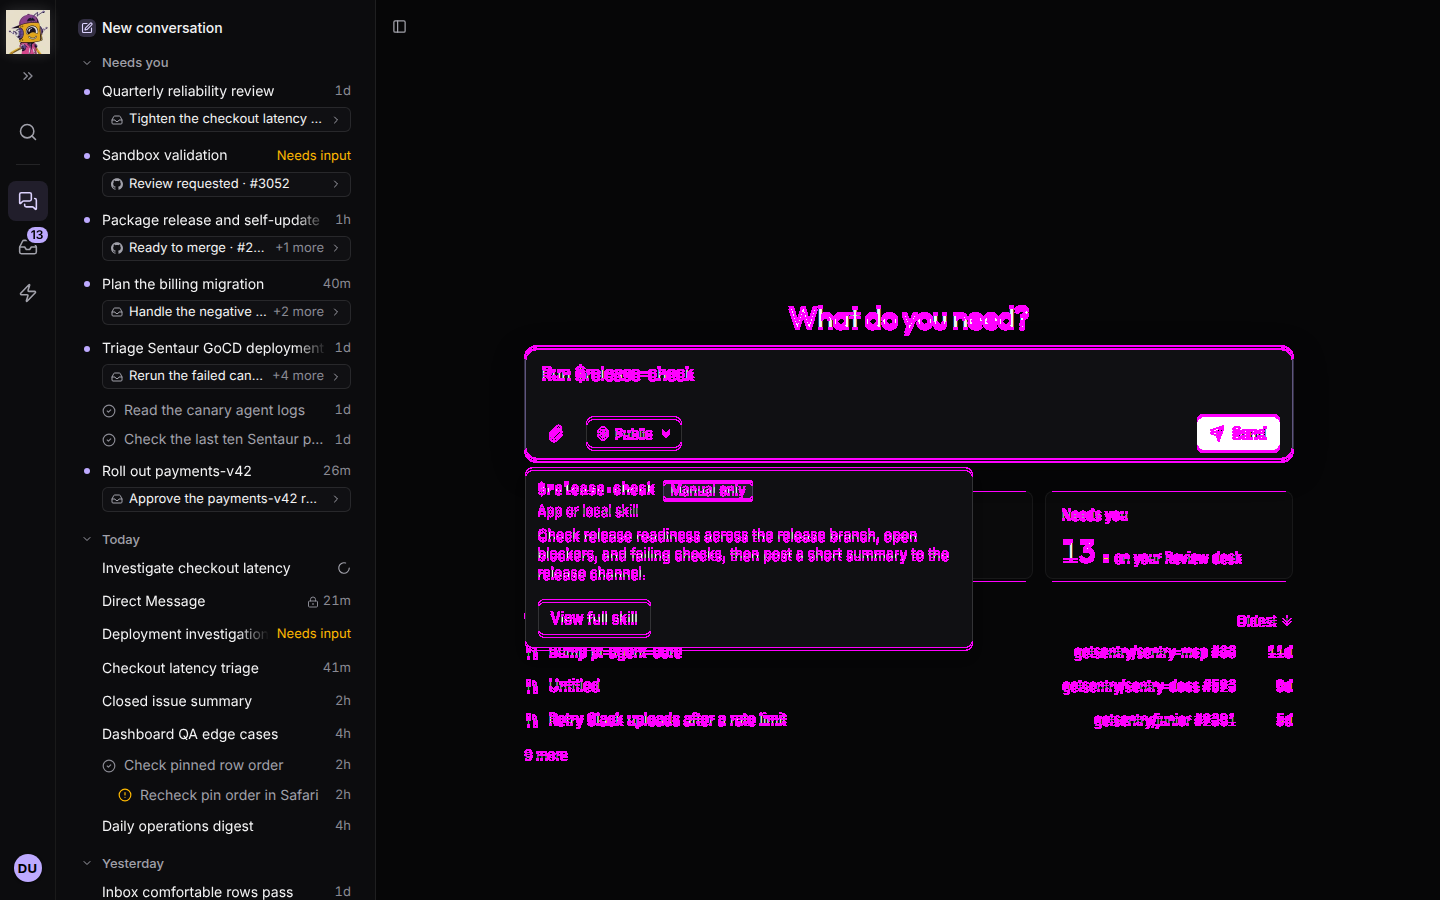 New conversation
Needs you
Quarterly reliability review 1d
Tighten the checkout latency ...
Sandbox validation Needs input
Review requested · #3052
Package release and self-update 1h
Ready to merge · #2... +1 more
Plan the billing migration 40m
Handle the negative ... +2 more
Triage Sentaur GoCD deployment 1d
Rerun the failed can... +4 more
Read the canary agent logs 1d
Check the last ten Sentaur p... 1d
Roll out payments-v42 26m
Approve the payments-v42 r...
Today
Investigate checkout latency
Direct Message 21m
Deployment investigation Needs input
Checkout latency triage 41m
Closed issue summary 2h
Dashboard QA edge cases 4h
Check pinned row order 2h
Recheck pin order in Safari 2h
Daily operations digest 4h
Yesterday
Inbox comfortable rows pass 1d
13
DU
What do you need?
Run $release-check
Public
Send
$release-check Manual only
App or local skill
Check release readiness across the release branch, open
blockers, and failing checks, then post a short summary to the
release channel.
View full skill
Needs you
13 on your Review desk
Oldest
getsentry/sentry-mcp 11d
Untitled getsentry/sentry-docs
Retry Slack uploads after a rate limit getsentry/junior
9 more